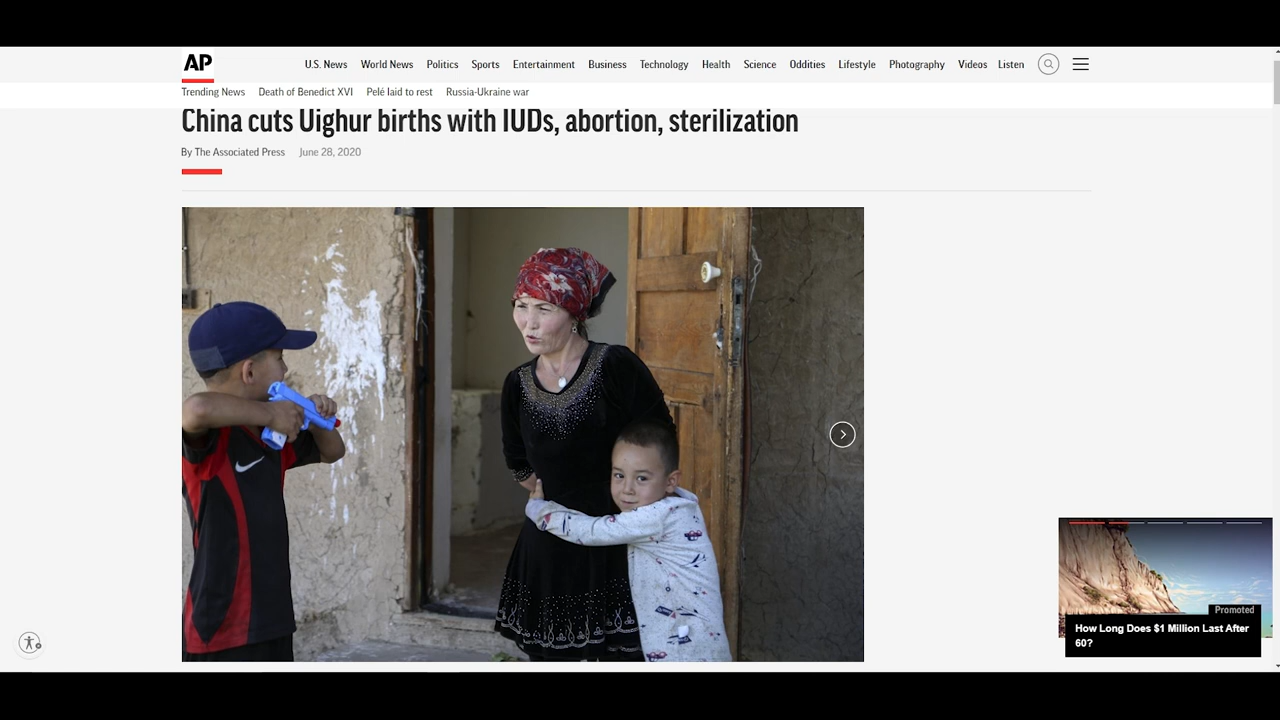 AP
U.S. News World News Politics Sports Entertainment Business Technology Health Science Oddities Lifestyle Photography Videos Listen
Trending News Death of Benedict XVI Pelé laid to rest Russia-Ukraine war
China cuts Uighur births with IUDs, abortion, sterilization
By The Associated Press June 28, 2020
Promoted
How Long Does $1 Million Last After
60?